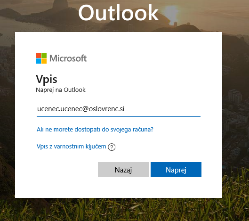 Outlook
Microsoft
Vpis
Naprej na Outlook
ucenec.ucenec@oslovrenc.si
Ali ne morete dostopati do svojega računa?
Vpis z varnostnim ključem ?
Nazaj
Naprej